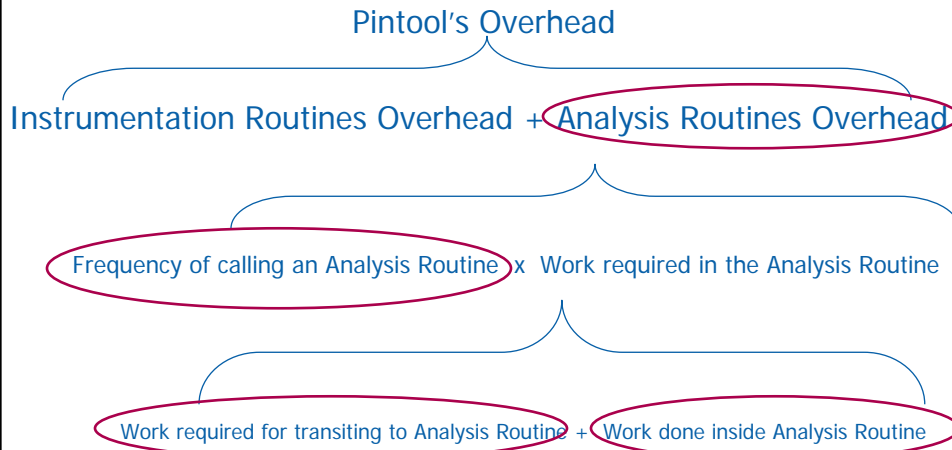 Pintool's Overhead
Instrumentation Routines Overhead + Analysis Routines Overhead
Frequency of calling an Analysis Routine x Work required in the Analysis Routine
Work required for transiting to Analysis Routine + Work done inside Analysis Routine